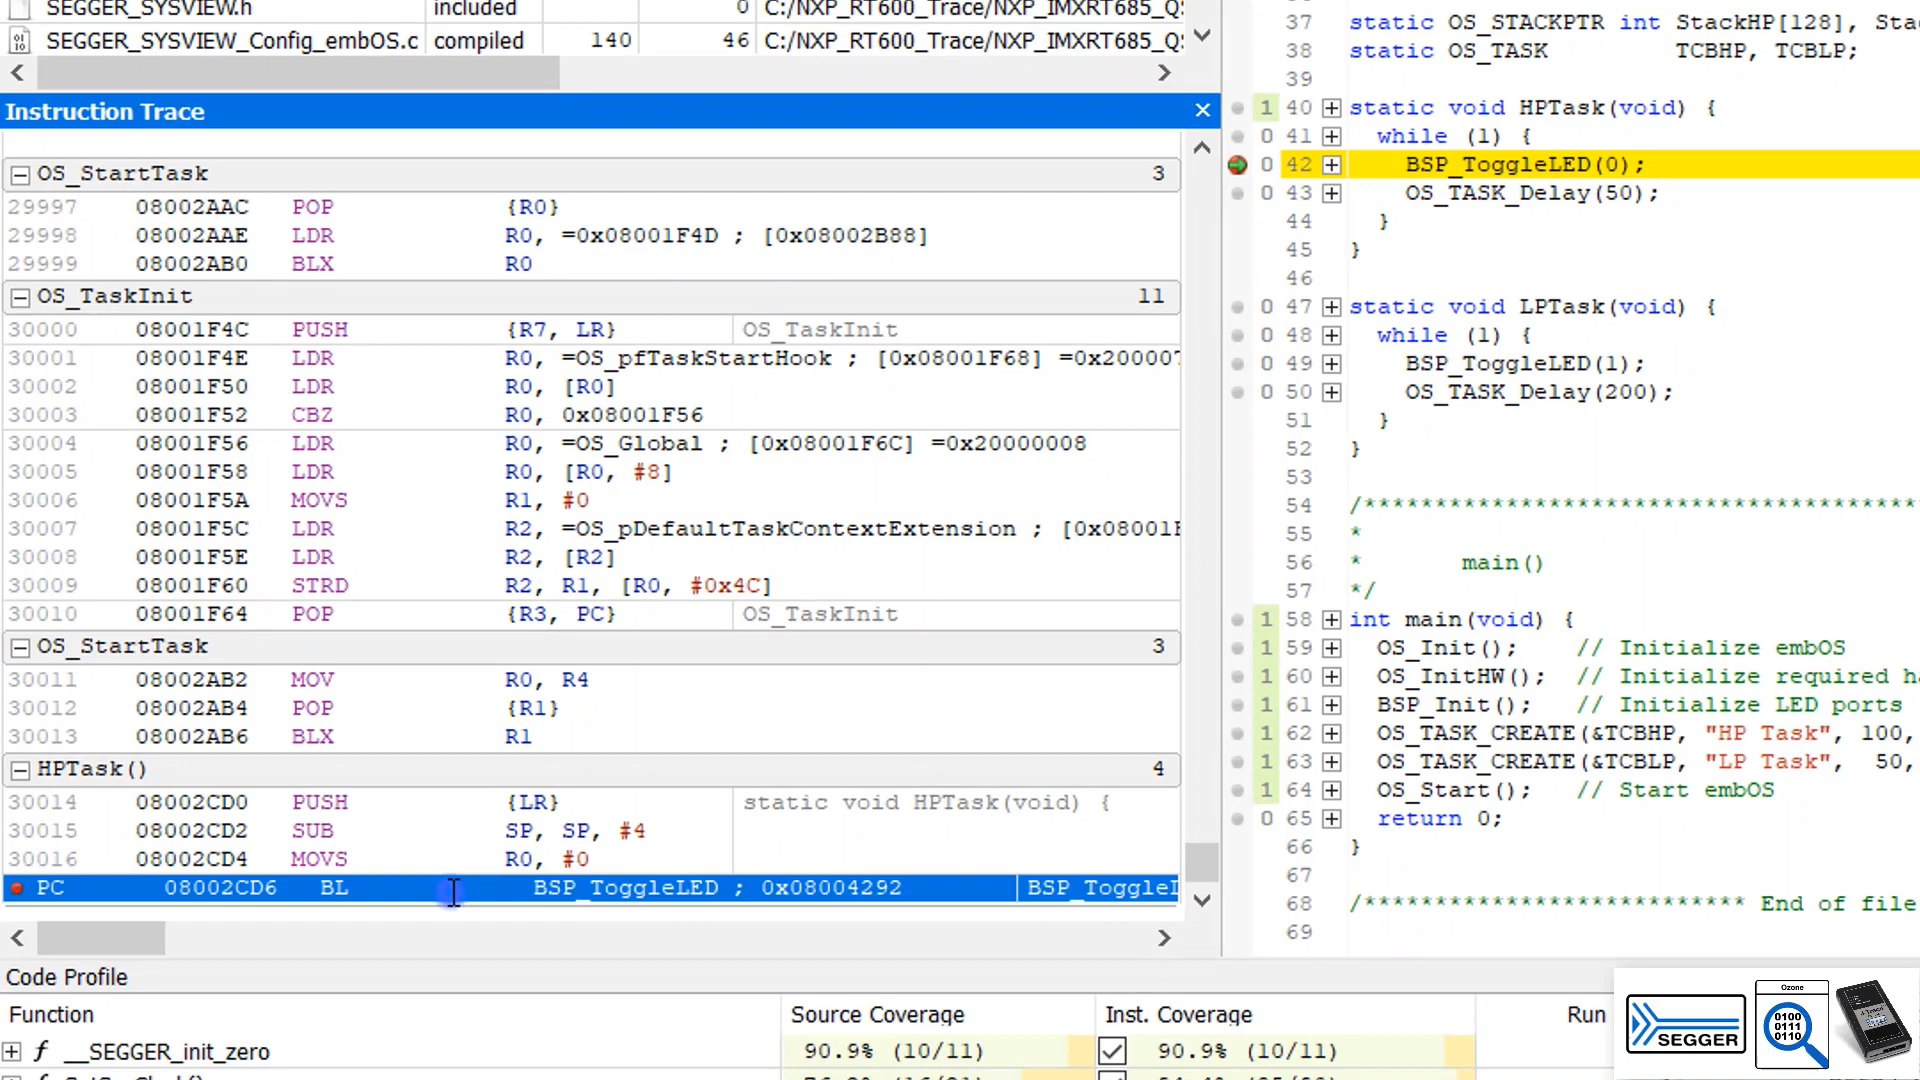 SEGGER_SYSVIEW.h included 0 C:/NXP_RT600_Trace/NXP_IMXRT685_QS
SEGGER_SYSVIEW_Config_embOS.c compiled 140 46 C:/NXP_RT600_Trace/NXP_IMXRT685_QS
Instruction Trace
OS_StartTask 3
29997 08002AAC POP {R0}
29998 08002AAE LDR R0, =0x08001F4D ; [0x08002B88]
29999 08002AB0 BLX R0
OS_TaskInit 11
30000 08001F4C PUSH {R7, LR} OS_TaskInit
30001 08001F4E LDR R0, =OS_pfTaskStartHook ; [0x08001F68] =0x200007
30002 08001F50 LDR R0, [R0]
30003 08001F52 CBZ R0, 0x08001F56
30004 08001F56 LDR R0, =OS_Global ; [0x08001F6C] =0x20000008
30005 08001F58 LDR R0, [R0, #8]
30006 08001F5A MOVS R1, #0
30007 08001F5C LDR R2, =OS_pDefaultTaskContextExtension ; [0x08001F
30008 08001F5E LDR R2, [R2]
30009 08001F60 STRD R2, R1, [R0, #0x4C]
30010 08001F64 POP {R3, PC} OS_TaskInit
OS_StartTask 3
30011 08002AB2 MOV R0, R4
30012 08002AB4 POP {R1}
30013 08002AB6 BLX R1
HPTask() 4
30014 08002CD0 PUSH {LR} static void HPTask(void) {
30015 08002CD2 SUB SP, SP, #4
30016 08002CD4 MOVS R0, #0
PC 08002CD6 BL BSP_ToggleLED ; 0x08004292 BSP_ToggleL
Code Profile
Function Source Coverage Inst. Coverage Run
f __SEGGER_init_zero 90.9% (10/11) 90.9% (10/11)
37 static OS_STACKPTR int StackHP[128], Stac
38 static OS_TASK TCBHP, TCBLP;
39
1 40 static void HPTask(void) {
0 41 while (1) {
0 42 BSP_ToggleLED(0);
0 43 OS_TASK_Delay(50);
44 }
45 }
46
0 47 static void LPTask(void) {
0 48 while (1) {
0 49 BSP_ToggleLED(1);
0 50 OS_TASK_Delay(200);
51 }
52 }
53
54 /*****************************************
55 *
56 * main()
57 */
1 58 int main(void) {
1 59 OS_Init(); // Initialize embOS
1 60 OS_InitHW(); // Initialize required ha
1 61 BSP_Init(); // Initialize LED ports
1 62 OS_TASK_CREATE(&TCBHP, "HP Task", 100,
1 63 OS_TASK_CREATE(&TCBLP, "LP Task", 50,
1 64 OS_Start(); // Start embOS
0 65 return 0;
66 }
67
68 /*************************** End of file
69
SEGGER
Ozone
0100
0111
0110